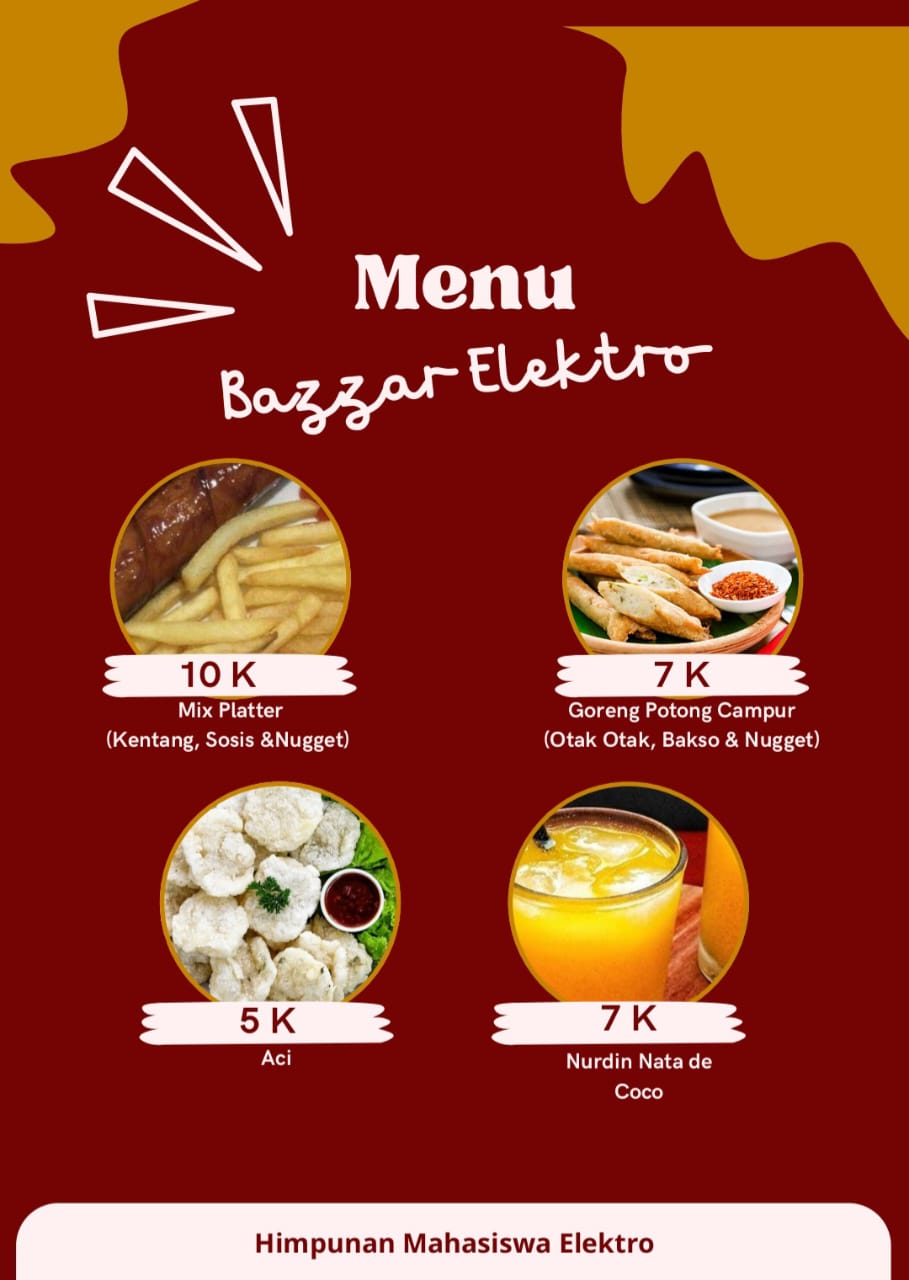 Menu
Bazzar Elektro
10 K
Mix Platter
(Kentang, Sosis &Nugget)
7 K
Goreng Potong Campur
(Otak Otak, Bakso & Nugget)
5 K
Aci
7 K
Nurdin Nata de
Coco
Himpunan Mahasiswa Elektro